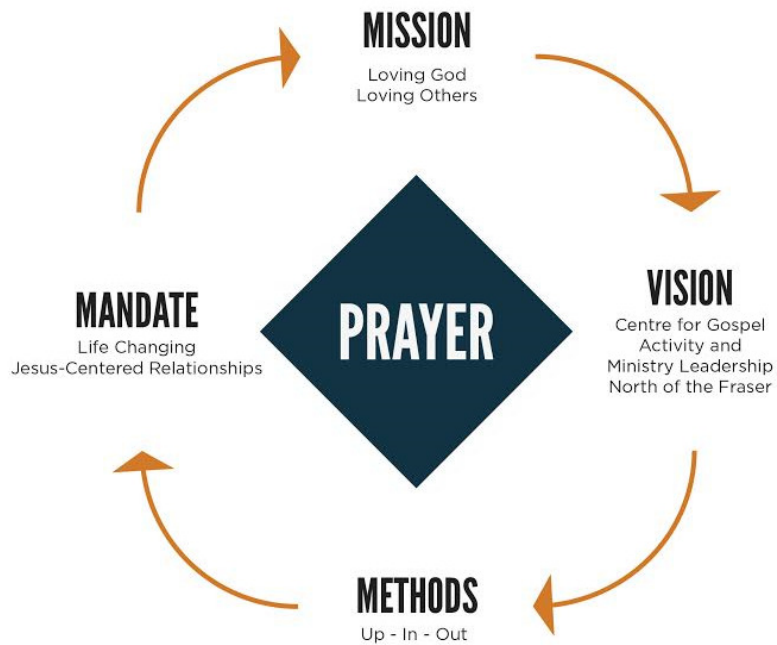 MISSION
Loving God
Loving Others
VISION
Centre for Gospel
Activity and
Ministry Leadership
North of the Fraser
METHODS
Up - In - Out
MANDATE
Life Changing
Jesus-Centered Relationships
PRAYER